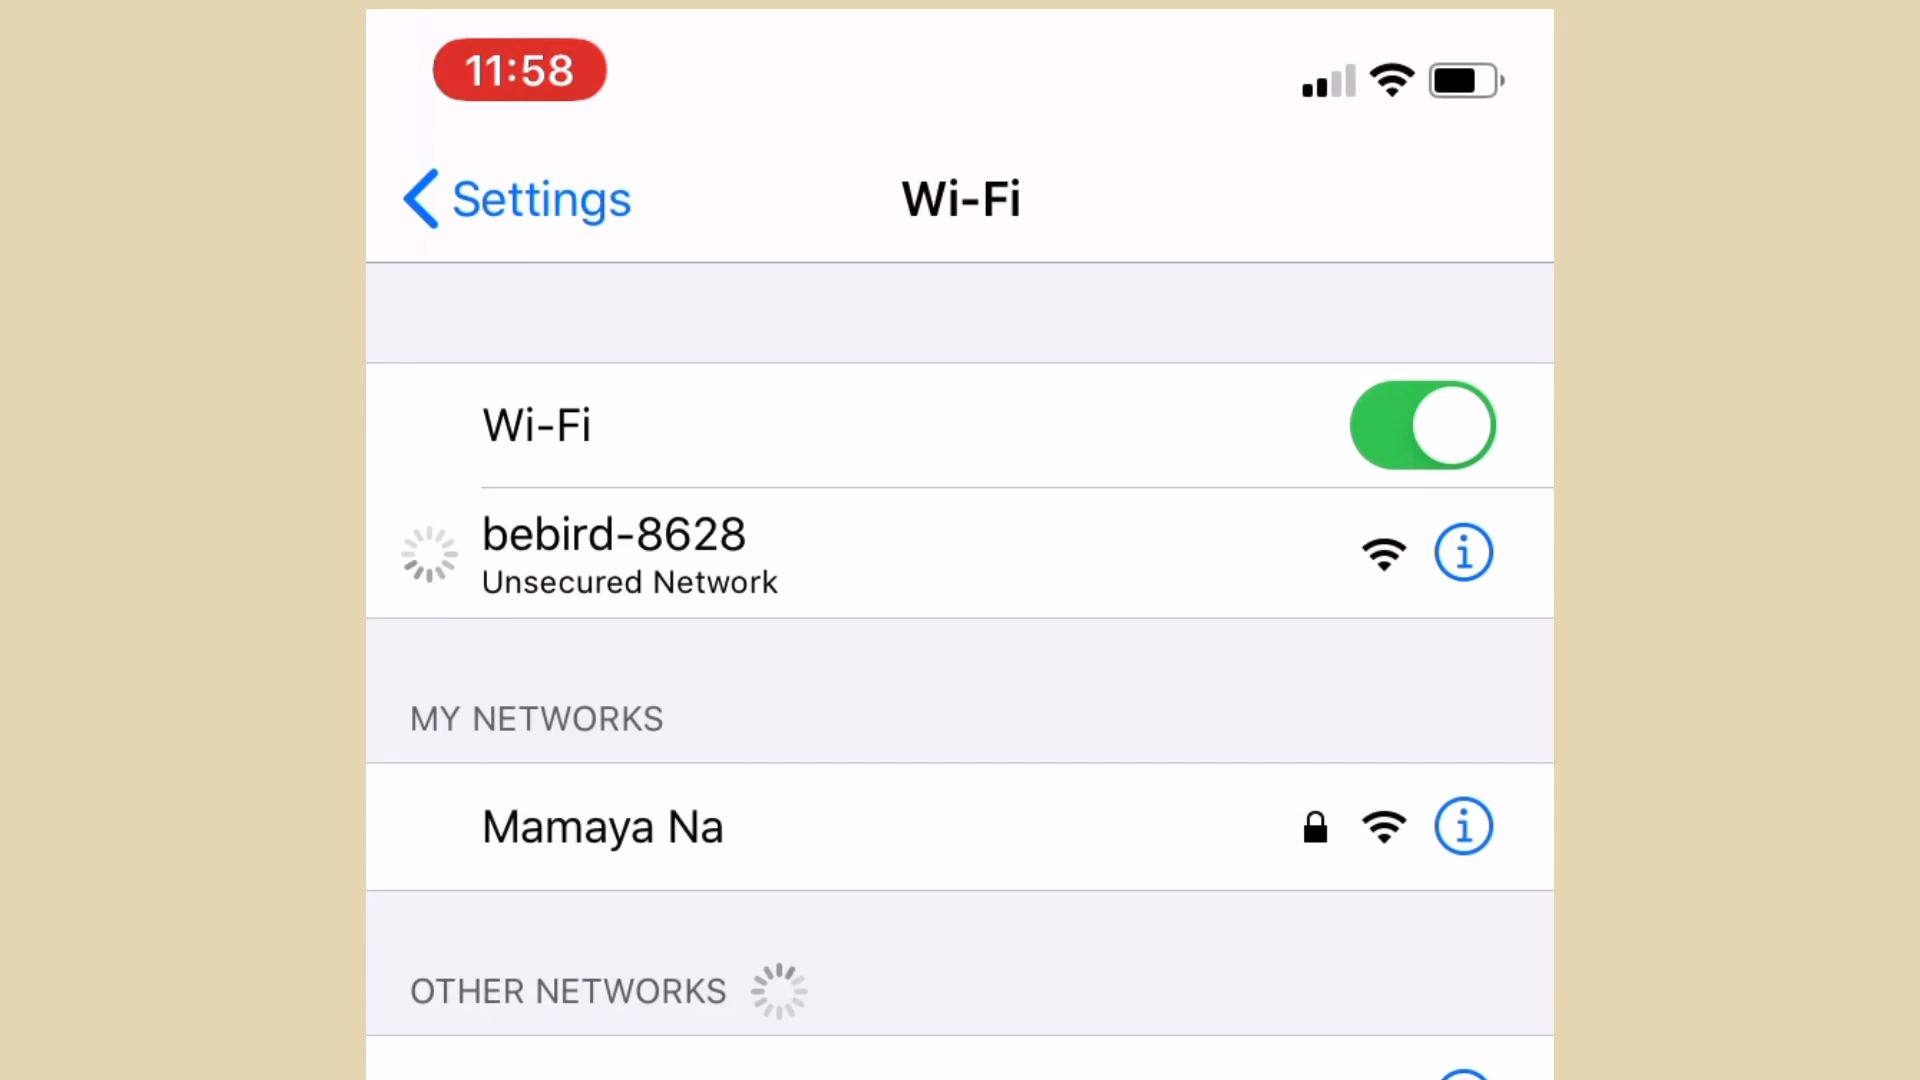 11:58
Settings
Wi-Fi
Wi-Fi
bebird-8628
Unsecured Network
MY NETWORKS
Mamaya Na
OTHER NETWORKS